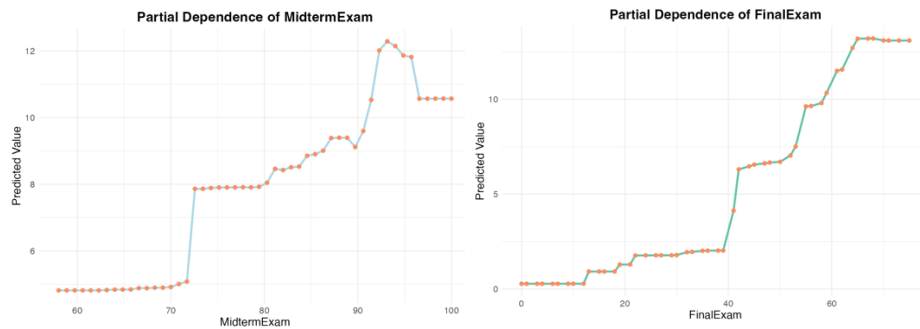 Partial Dependence of MidtermExam
Predicted Value
12
10
8
6
60
70
80
90
100
MidtermExam
Partial Dependence of FinalExam
Predicted Value
10
5
0
0
20
40
60
FinalExam